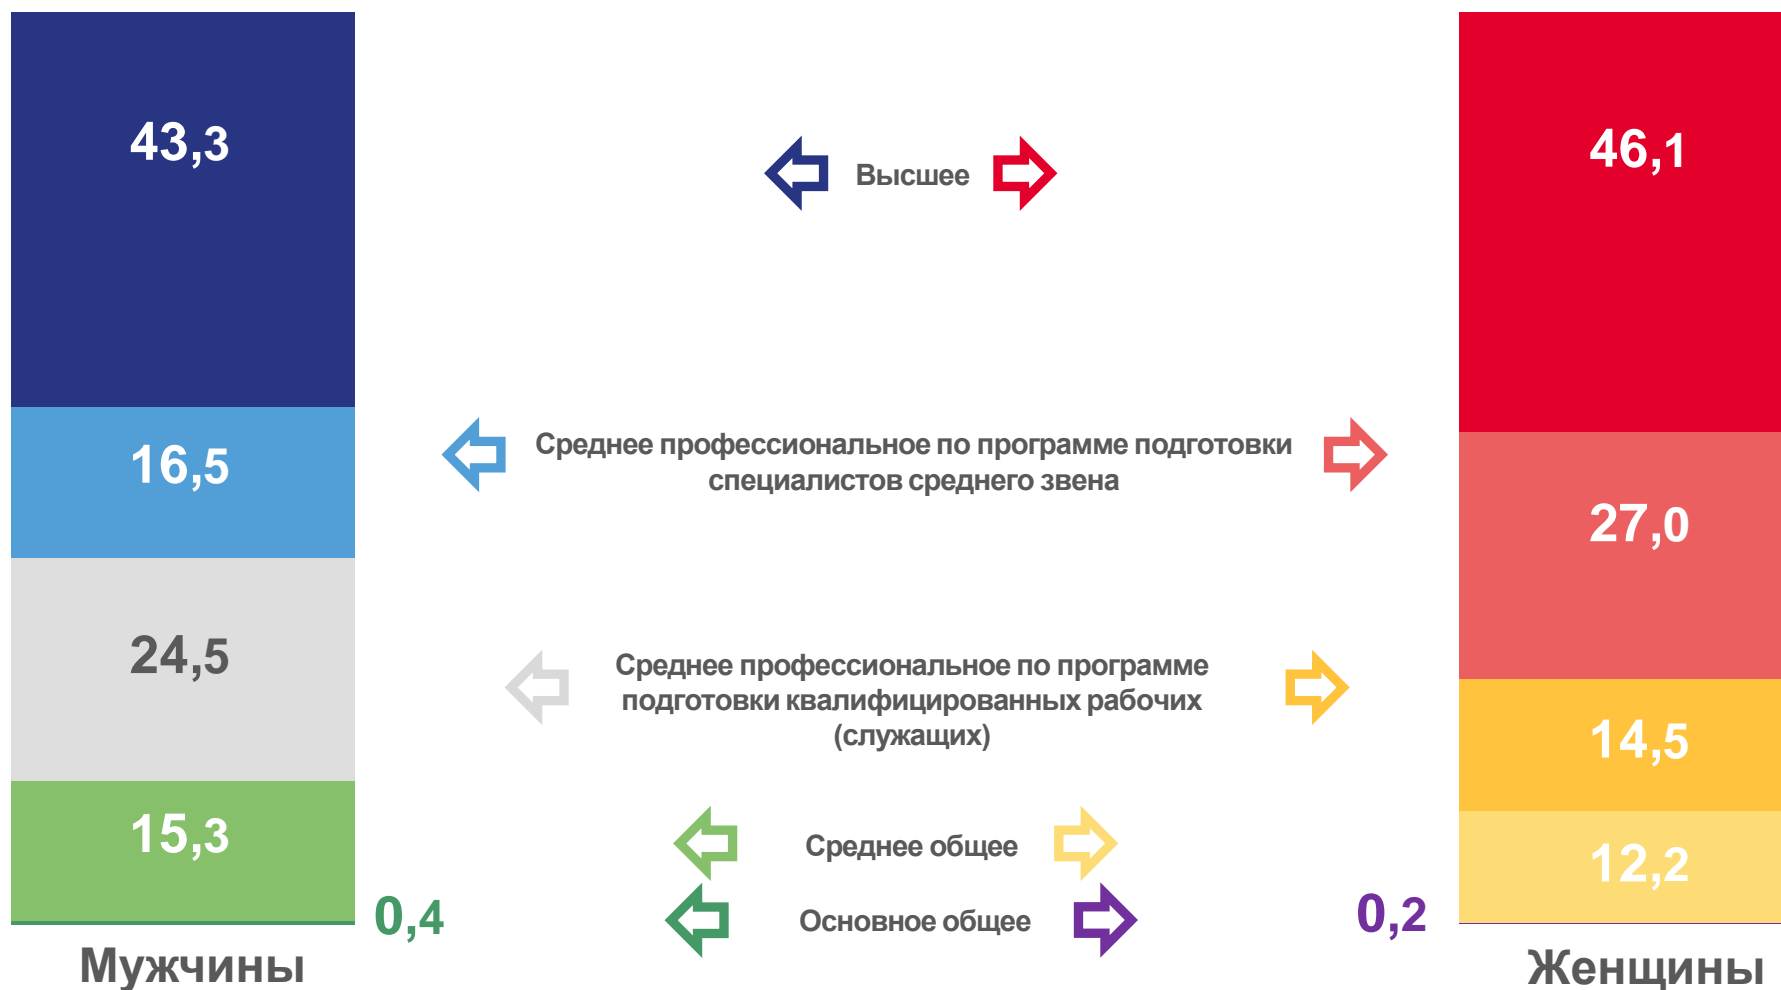 43,3
46,1
Высшее
Среднее профессиональное по программе подготовки
специалистов среднего звена
16,5
27,0
24,5
Среднее профессиональное по программе
подготовки квалифицированных рабочих
(служащих)
14,5
15,3
Среднее общее
12,2
0,4
Основное общее
0,2
Мужчины
Женщины